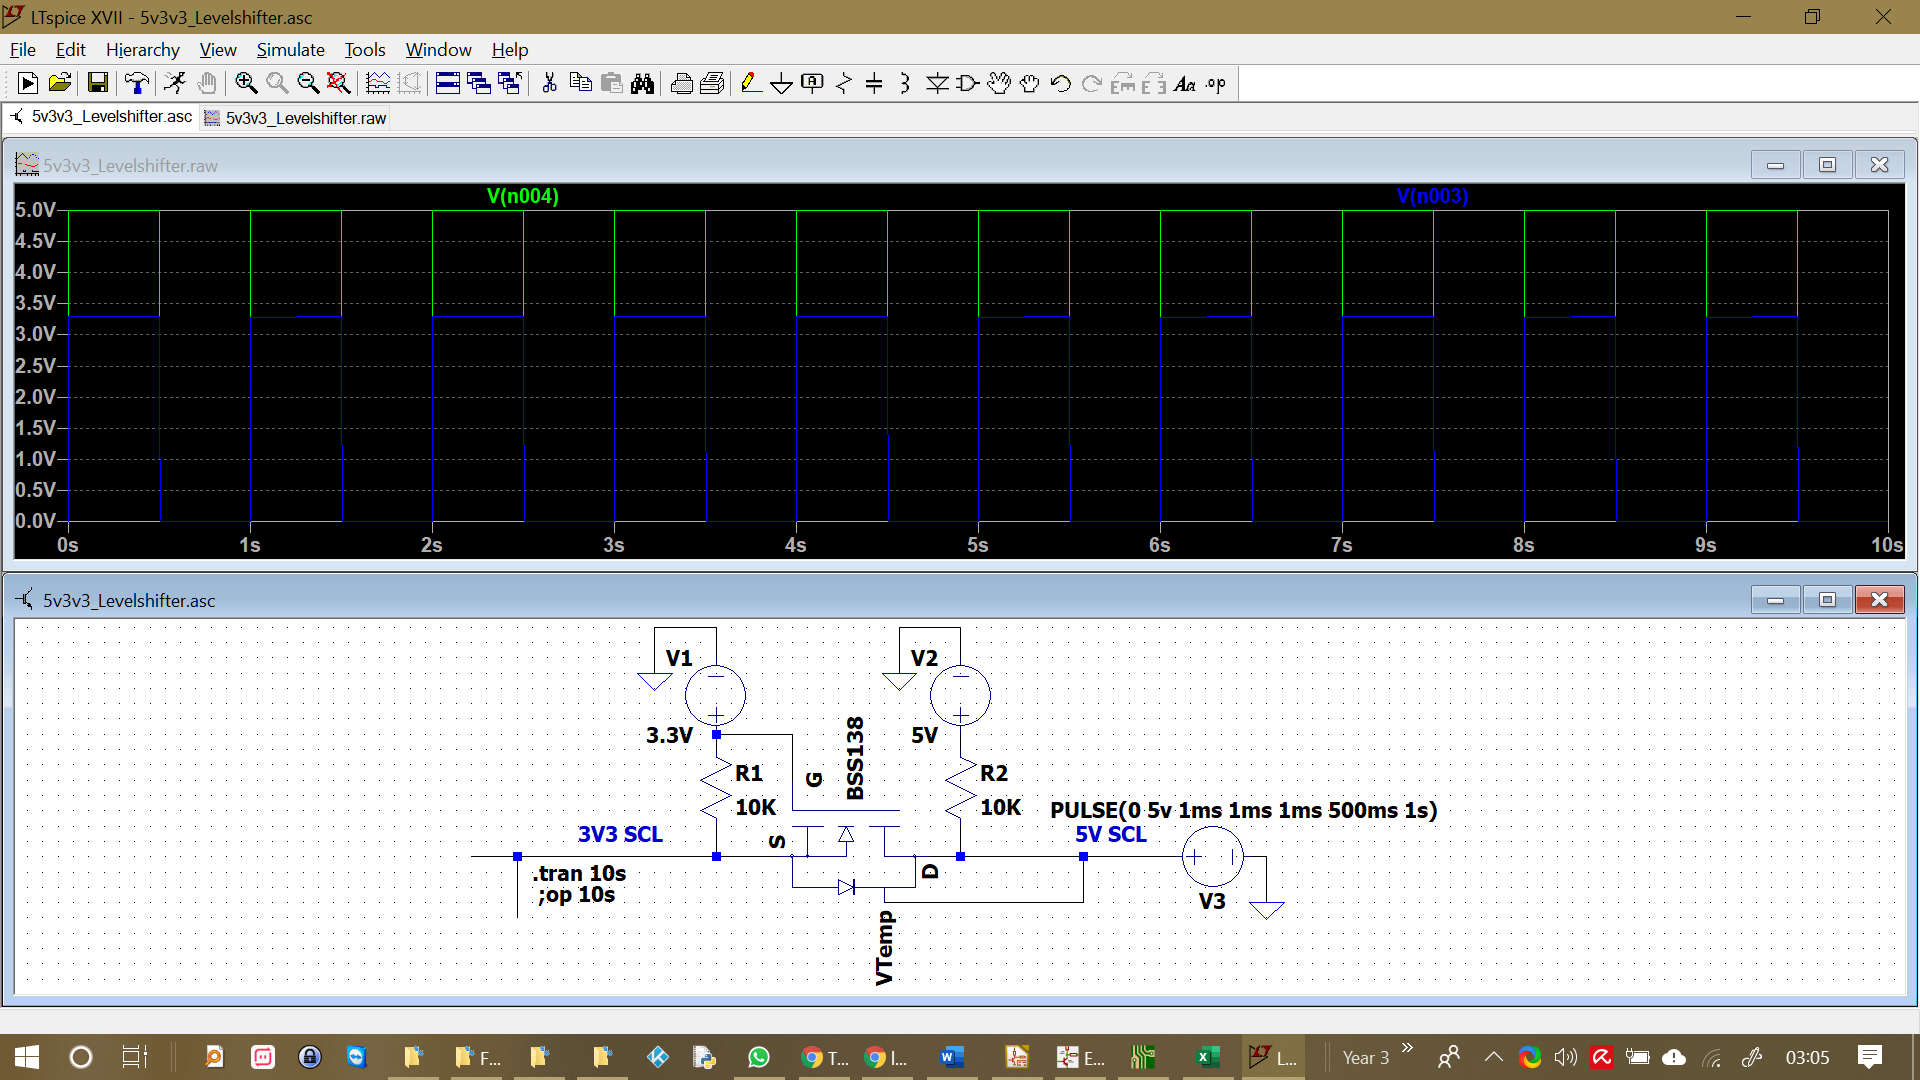 LTspice XVII - 5v3v3_Levelshifter.asc
File Edit Hierarchy View Simulate Tools Window Help
Aa .op
5v3v3_Levelshifter.asc 5v3v3_Levelshifter.raw
5v3v3_Levelshifter.raw
V(n004) V(n003)
5.0V
4.5V
4.0V
3.5V
3.0V
2.5V
2.0V
1.5V
1.0V
0.5V
0.0V
0s 1s 2s 3s 4s 5s 6s 7s 8s 9s 10s
5v3v3_Levelshifter.asc
V1 V2
3.3V 5V
BSS138
G
R1 R2
10K 10K
PULSE(0 5v 1ms 1ms 1ms 500ms 1s)
3V3 SCL S 5V SCL
.tran 10s
;op 10s
D
V3
VTemp
F... T... I... E... L... Year 3 » 03:05